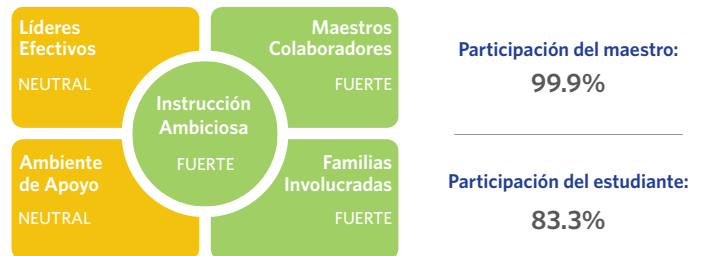 Líderes
Efectivos
NEUTRAL
Maestros
Colaboradores
FUERTE
Instrucción
Ambiciosa
FUERTE
Ambiente
de Apoyo
NEUTRAL
Familias
Involucradas
FUERTE
Participación del maestro:
99.9%
Participación del estudiante:
83.3%